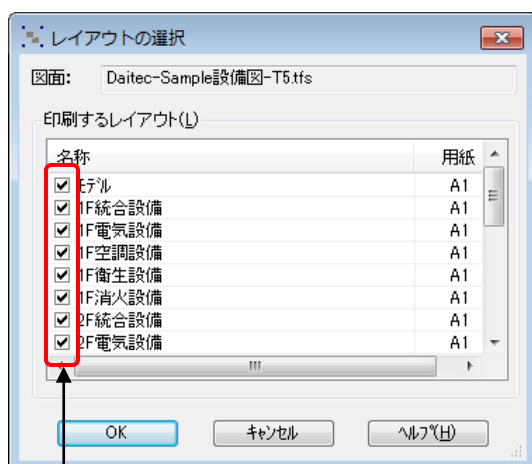 レイアウトの選択
図面: Daitec-Sample設備図-T5.tfs
印刷するレイアウト(L)
名称 用紙
モデル A1
1F統合設備 A1
1F電気設備 A1
1F空調設備 A1
1F衛生設備 A1
1F消火設備 A1
2F統合設備 A1
2F電気設備 A1
OK キャンセル ヘルプ(H)